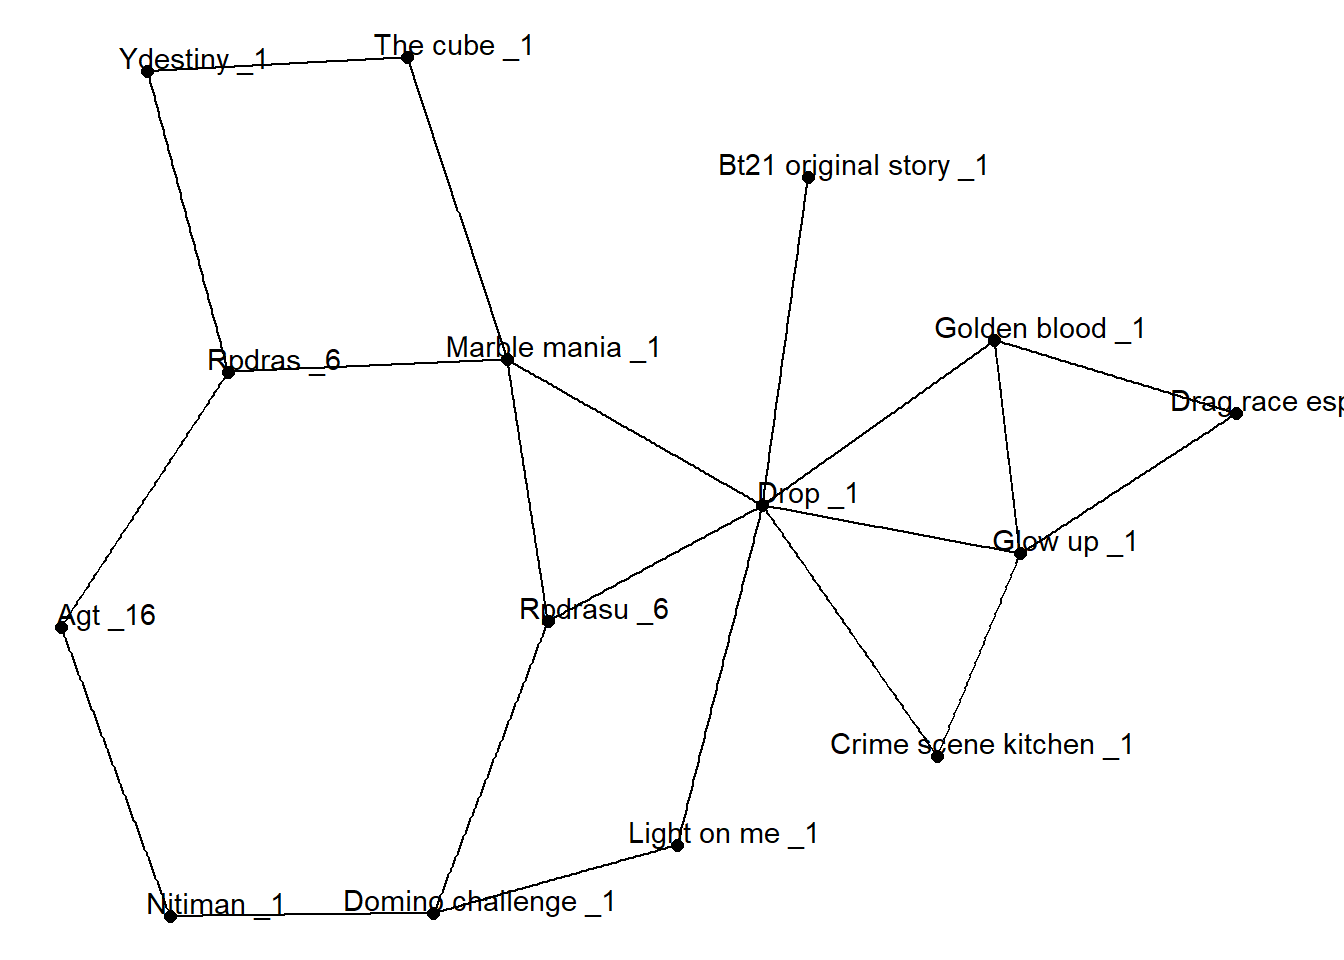 The cube _1
Ydestiny _1
Bt21 original story _1
Golden blood _1
Marble mania _1
Rpdras _6
Drag race esp
Drop _1
Glow up _1
Rpdrasu _6
Agt _16
Crime scene kitchen _1
Light on me _1
Domino challenge _1
Nitiman _1